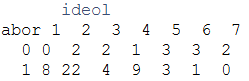 ideol
abor 1 2 3 4 5 6 7
0 0 2 2 1 3 3 2
1 8 22 4 9 3 1 0